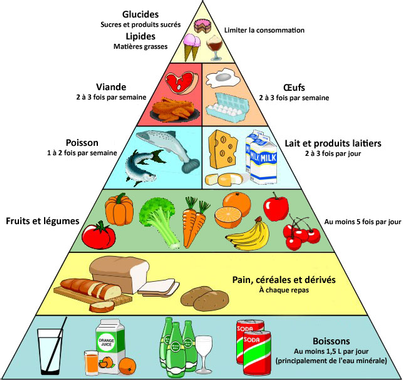 Glucides
Sucres et produits sucrés
Lipides
Matières grasses
Limiter la consommation
Viande
2 à 3 fois par semaine
Œufs
2 à 3 fois par semaine
Poisson
1 à 2 fois par semaine
Lait et produits laitiers
2 à 3 fois par jour
MILK
MILK
Fruits et légumes
Au moins 5 fois par jour
Pain, céréales et dérivés
À chaque repas
ORANGE
JUICE
SODA
SODA
Boissons
Au moins 1,5 L par jour
(principalement de l'eau minérale)